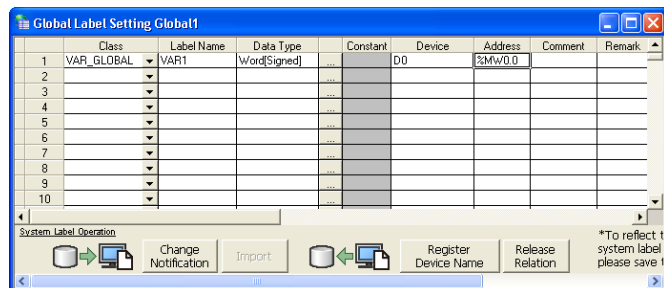 Global Label Setting Global1
Class Label Name Data Type Constant Device Address Comment Remark
1 VAR_GLOBAL VAR1 Word[Signed] ... D0 %MW0.0
2 ...
3 ...
4 ...
5 ...
6 ...
7 ...
8 ...
9 ...
10 ...
System Label Operation
Change
Notification
Import
Register
Device Name
Release
Relation
*To reflect t
system label
please save t